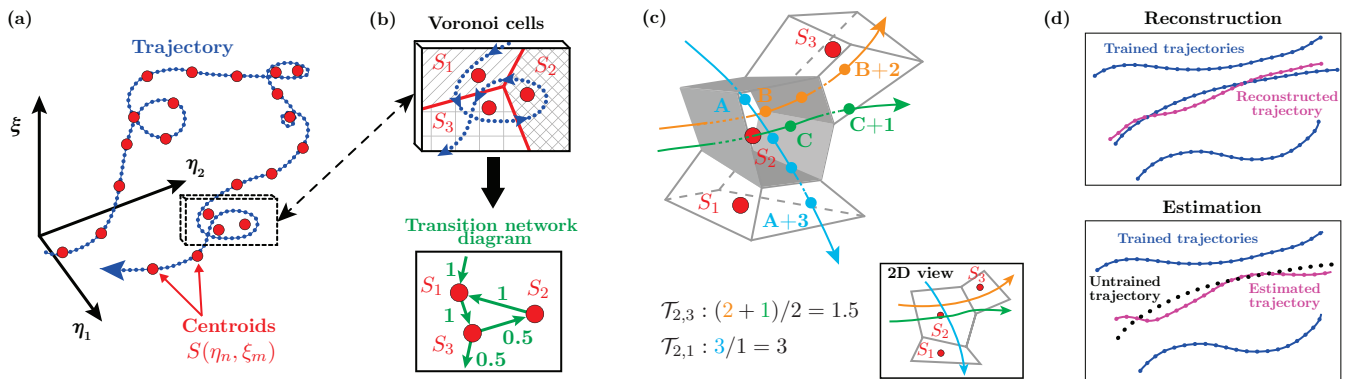 (a)
Trajectory
ξ
η₂
η₁
Centroids
S(ηₙ, ξₘ)
(b)
Voronoi cells
S₁
S₂
S₃
Transition network
diagram
1
S₁
1
S₂
1
S₃
0.5
0.5
(c)
S₃
B+2
A
B
C+1
C
S₂
S₁
A+3
𝒯₂,₃ : (2 + 1)/2 = 1.5
𝒯₂,₁ : 3/1 = 3
2D view
S₃
S₂
S₁
(d)
Reconstruction
Trained trajectories
Reconstructed
trajectory
Estimation
Trained trajectories
Untrained
trajectory
Estimated
trajectory